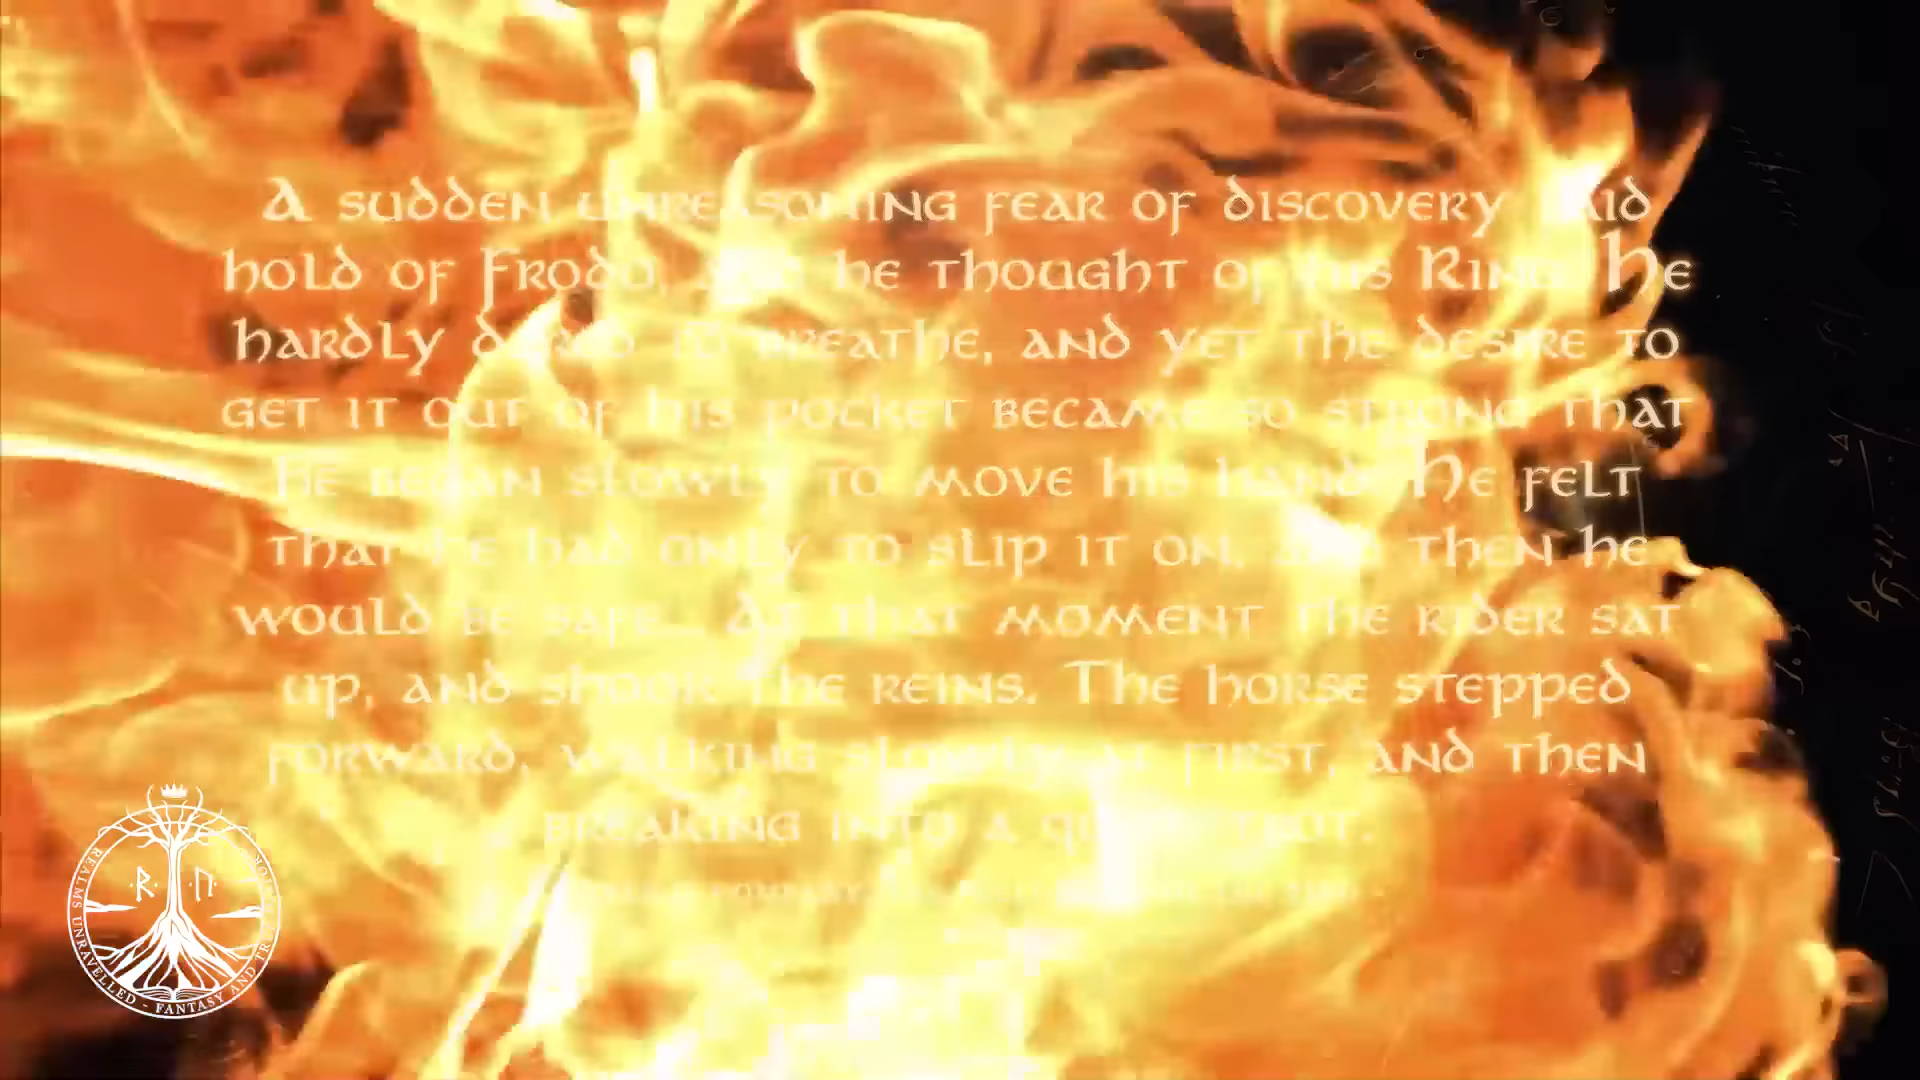 A sudden unreasoning fear of discovery laid
hold of Frodo, and he thought of his Ring. He
hardly dared to breathe, and yet the desire to
get it out of his pocket became so strong that
he began slowly to move his hand. He felt
that he had only to slip it on, and then he
would be safe... At that moment the rider sat
up, and shook the reins. The horse stepped
forward, walking slowly at first, and then
breaking into a quick trot.
R U
REALMS UNRAVELLED - FANTASY AND